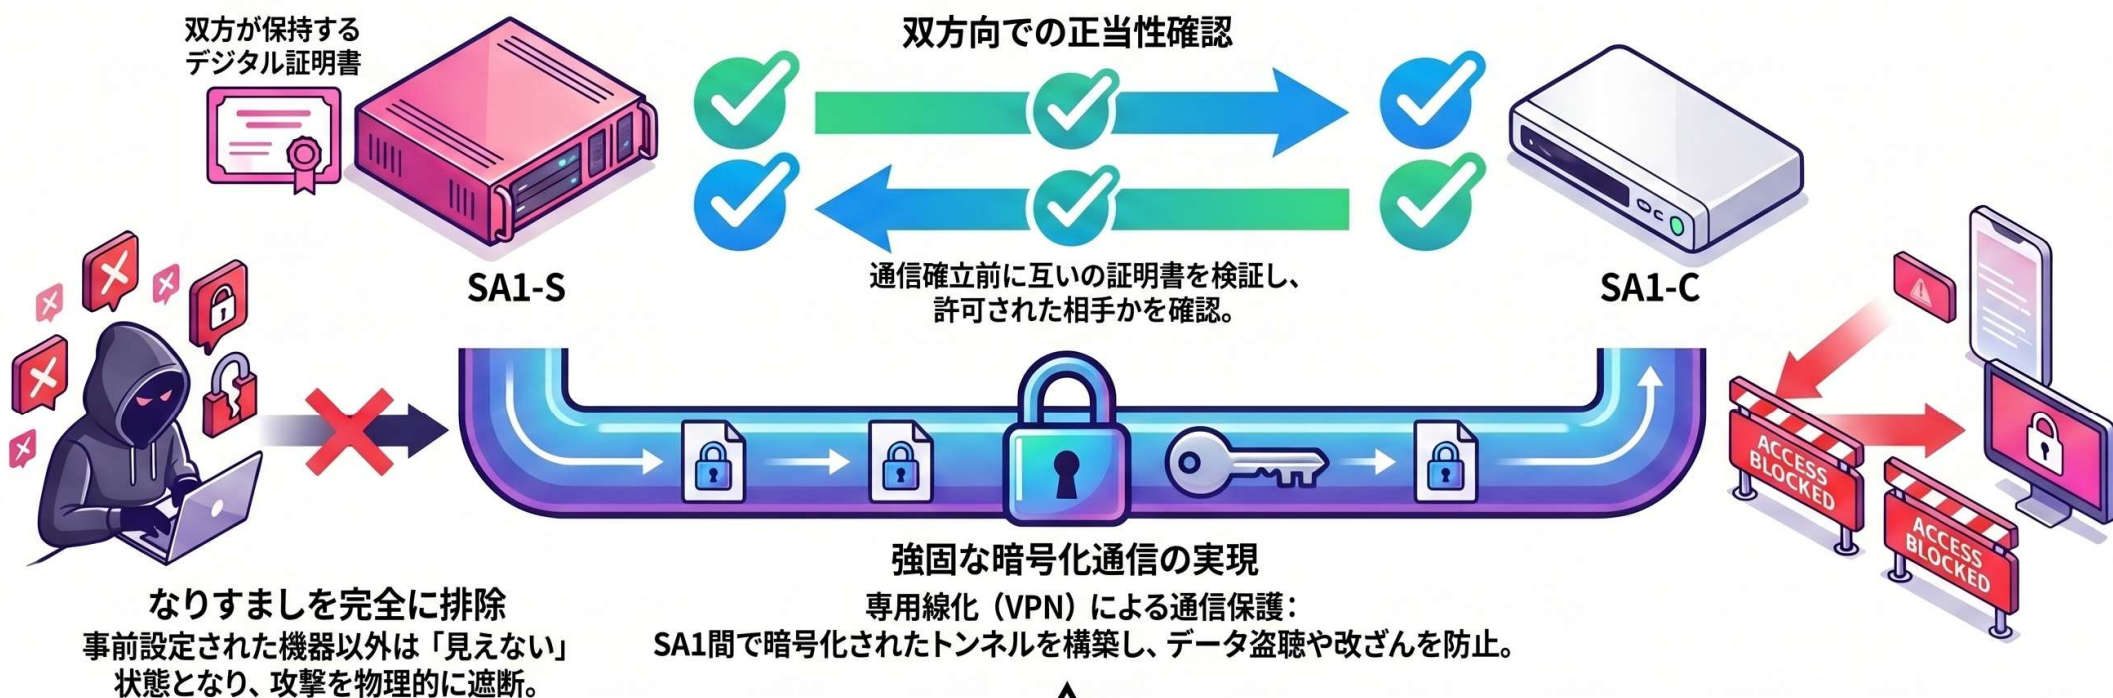 双方が保持する
デジタル証明書
双方向での正当性確認
SA1-S
通信確立前に互いの証明書を検証し、
許可された相手かを確認。
SA1-C
ACCESS
BLOCKED
ACCESS
BLOCKED
なりすましを完全に排除
事前設定された機器以外は「見えない」
状態となり、攻撃を物理的に遮断。
強固な暗号化通信の実現
専用線化（VPN）による通信保護：
SA1間で暗号化されたトンネルを構築し、データ盗聴や改ざんを防止。